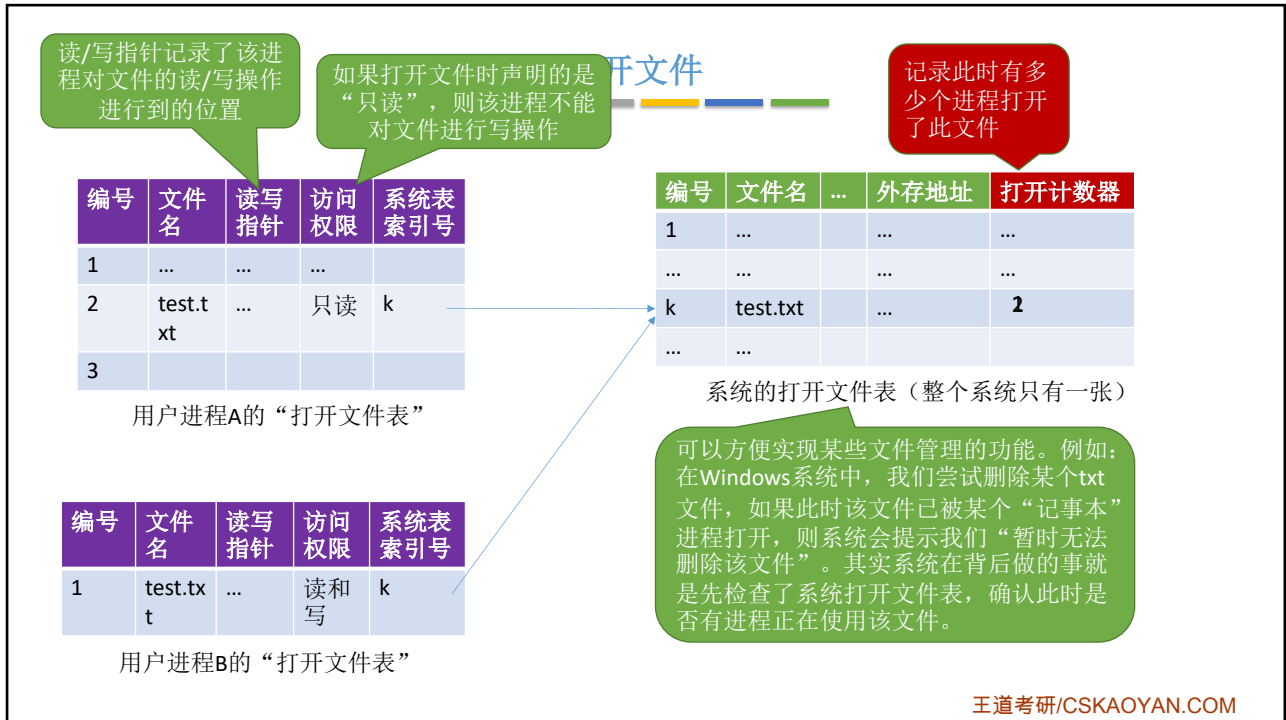 读/写指针记录了该进
程对文件的读/写操作
进行到的位置
如果打开文件时声明的是
“只读”，则该进程不能
对文件进行写操作
开文件
记录此时有多
少个进程打开
了此文件
编号 文件名 读写指针 访问权限 系统表索引号
1 … … …
2 test.txt … 只读 k
3
用户进程A的“打开文件表”
编号 文件名 … 外存地址 打开计数器
1 … … …
… … … …
k test.txt …
… …
系统的打开文件表（整个系统只有一张）
可以方便实现某些文件管理的功能。例如：
在Windows系统中，我们尝试删除某个txt
文件，如果此时该文件已被某个“记事本”
进程打开，则系统会提示我们“暂时无法
删除该文件”。其实系统在背后做的事就
是先检查了系统打开文件表，确认此时是
否有进程正在使用该文件。
编号 文件名 读写指针 访问权限 系统表索引号
1 test.txt … 读和写 k
用户进程B的“打开文件表”
王道考研/CSKAOYAN.COM